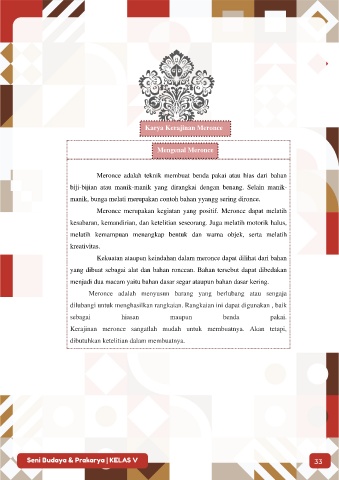 Karya Kerajinan Meronce
Mengenal Meronce
Meronce adalah teknik membuat benda pakai atau hias dari bahan
biji-bijian atau manik-manik yang dirangkai dengan benang. Selain manik-
manik, bunga melati merupakan contoh bahan yyangg sering dironce.
Meronce merupakan kegiatan yang positif. Meronce dapat melatih
kesabaran, kemandirian, dan ketelitian seseorang. Juga melatih motorik halus,
melatih kemampuan menangkap bentuk dan warna objek, serta melatih
kreativitas.
Kekuatan ataupun keindahan dalam meronce dapat dilihat dari bahan
yang dibuat sebagai alat dan bahan roncean. Bahan tersebut dapat dibedakan
menjadi dua macam yaitu bahan dasar segar ataupun bahan dasar kering.
Meronce adalah menyusun barang yang berlubang atau sengaja
dilubangi untuk menghasilkan rangkaian. Rangkaian ini dapat digunakan , baik
sebagai hiasan maupun benda pakai.
Kerajinan meronce sangatlah mudah untuk membuatnya. Akan tetapi,
dibutuhkan ketelitian dalam membuatnya.
Seni Budaya & Prakarya | KELAS V
33